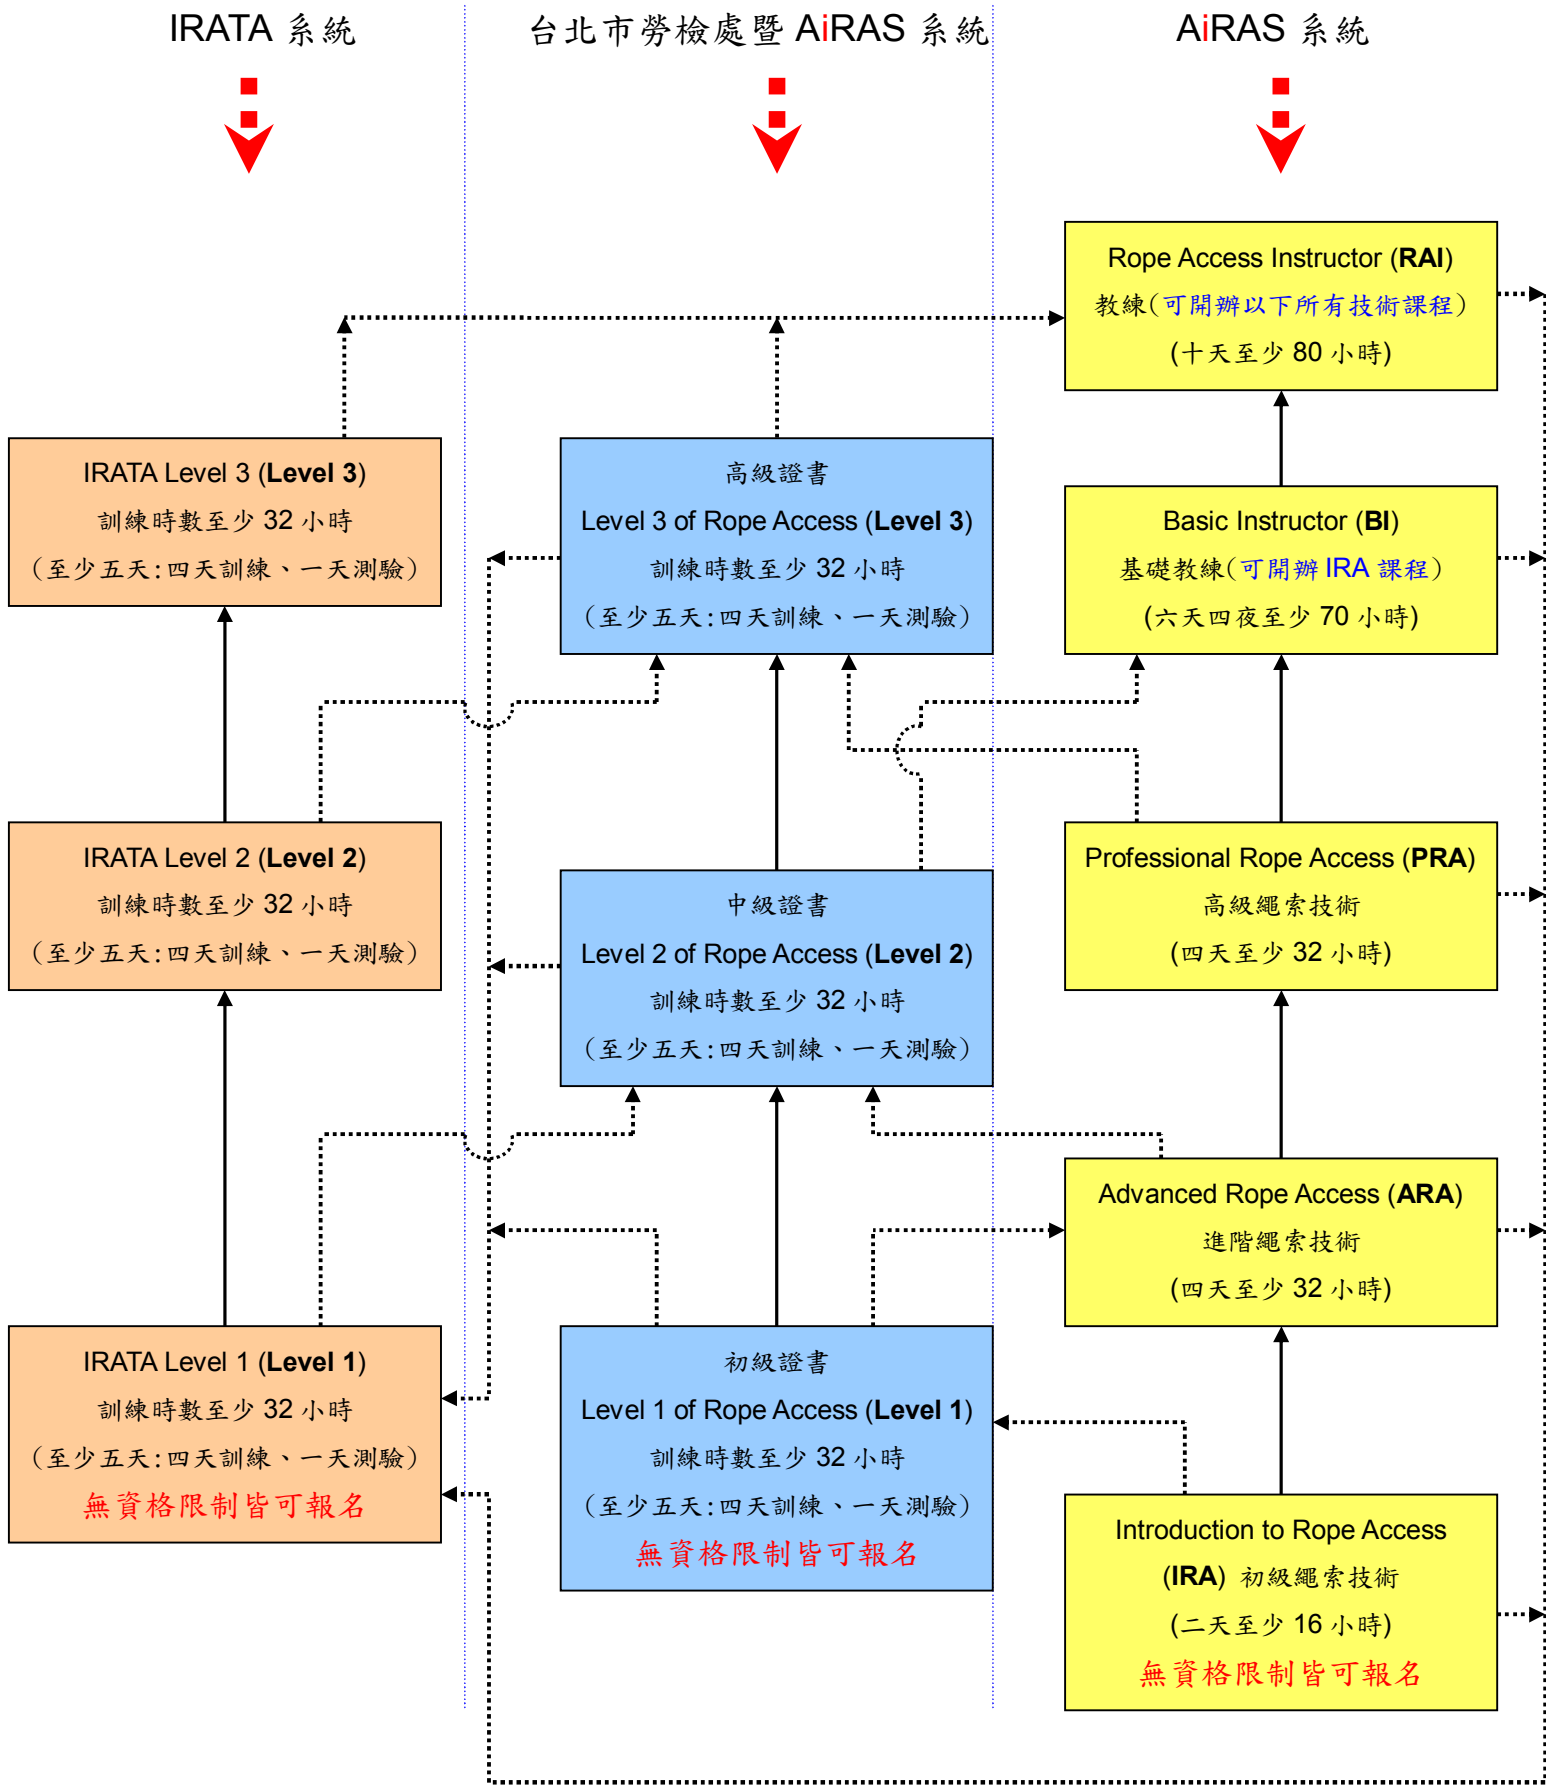 IRATA 系統
台北市勞檢處暨 AiRAS 系統
AiRAS 系統
Rope Access Instructor (RAI)
教練(可開辦以下所有技術課程)
(十天至少 80 小時)
IRATA Level 3 (Level 3)
訓練時數至少 32 小時
(至少五天:四天訓練、一天測驗)
高級證書
Level 3 of Rope Access (Level 3)
訓練時數至少 32 小時
(至少五天:四天訓練、一天測驗)
Basic Instructor (BI)
基礎教練(可開辦 IRA 課程)
(六天四夜至少 70 小時)
IRATA Level 2 (Level 2)
訓練時數至少 32 小時
(至少五天:四天訓練、一天測驗)
中級證書
Level 2 of Rope Access (Level 2)
訓練時數至少 32 小時
(至少五天:四天訓練、一天測驗)
Professional Rope Access (PRA)
高級繩索技術
(四天至少 32 小時)
Advanced Rope Access (ARA)
進階繩索技術
(四天至少 32 小時)
IRATA Level 1 (Level 1)
訓練時數至少 32 小時
(至少五天:四天訓練、一天測驗)
無資格限制皆可報名
初級證書
Level 1 of Rope Access (Level 1)
訓練時數至少 32 小時
(至少五天:四天訓練、一天測驗)
無資格限制皆可報名
Introduction to Rope Access
(IRA) 初級繩索技術
(二天至少 16 小時)
無資格限制皆可報名